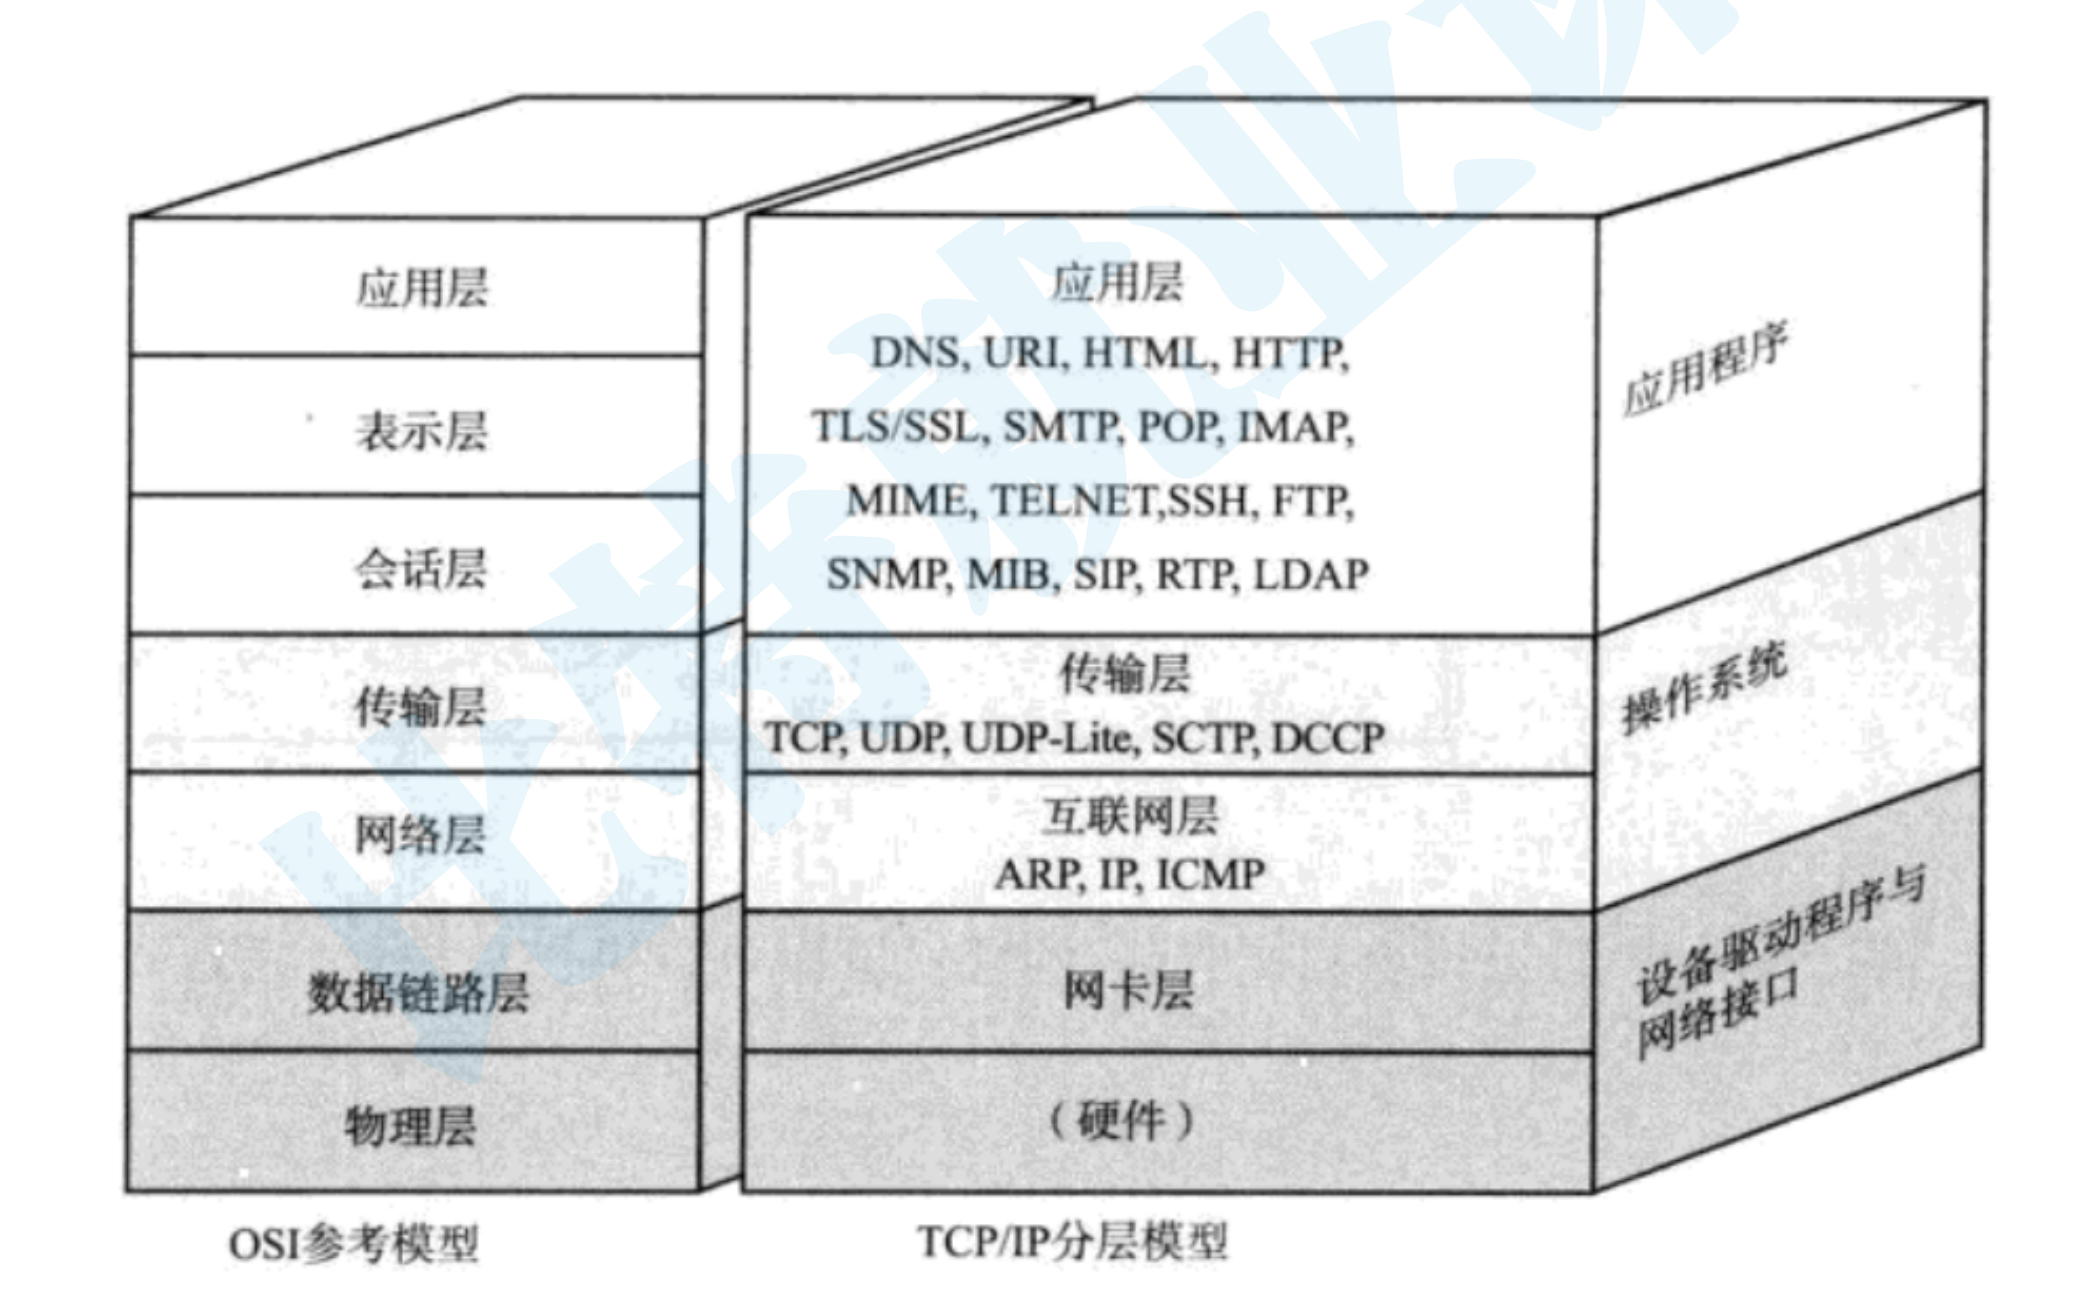 应用层
表示层
会话层
传输层
网络层
数据链路层
物理层
OSI参考模型
应用层
DNS, URI, HTML, HTTP,
TLS/SSL, SMTP, POP, IMAP,
MIME, TELNET,SSH, FTP,
SNMP, MIB, SIP, RTP, LDAP
传输层
TCP, UDP, UDP-Lite, SCTP, DCCP
互联网层
ARP, IP, ICMP
网卡层
（硬件）
TCP/IP分层模型
应用程序
操作系统
设备驱动程序与
网络接口
比特就业课